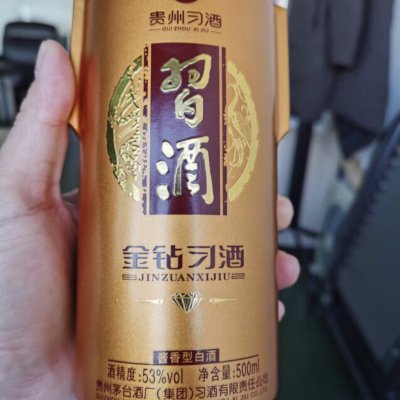 贵州习酒
GUIZHOU XIJIU
習酒
金钻习酒
JINZUANXIJIU
酱香型白酒
酒精度:53%vol 净含量:500ml
贵州茅台酒厂(集团)习酒有限责任公司